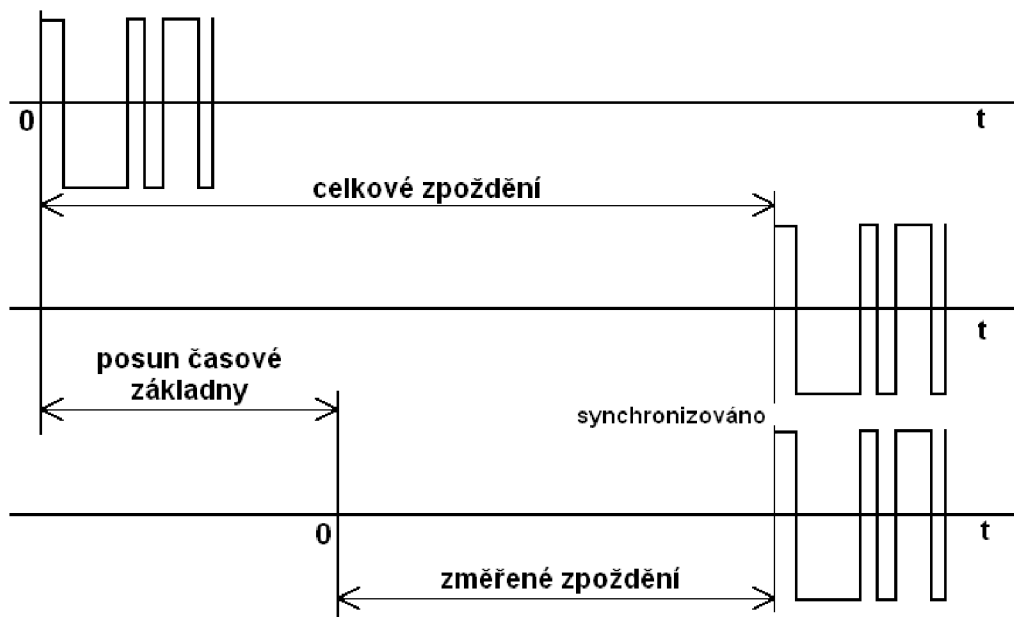 0
t
celkové zpoždění
t
posun časové
základny
synchronizováno
0
t
změřené zpoždění